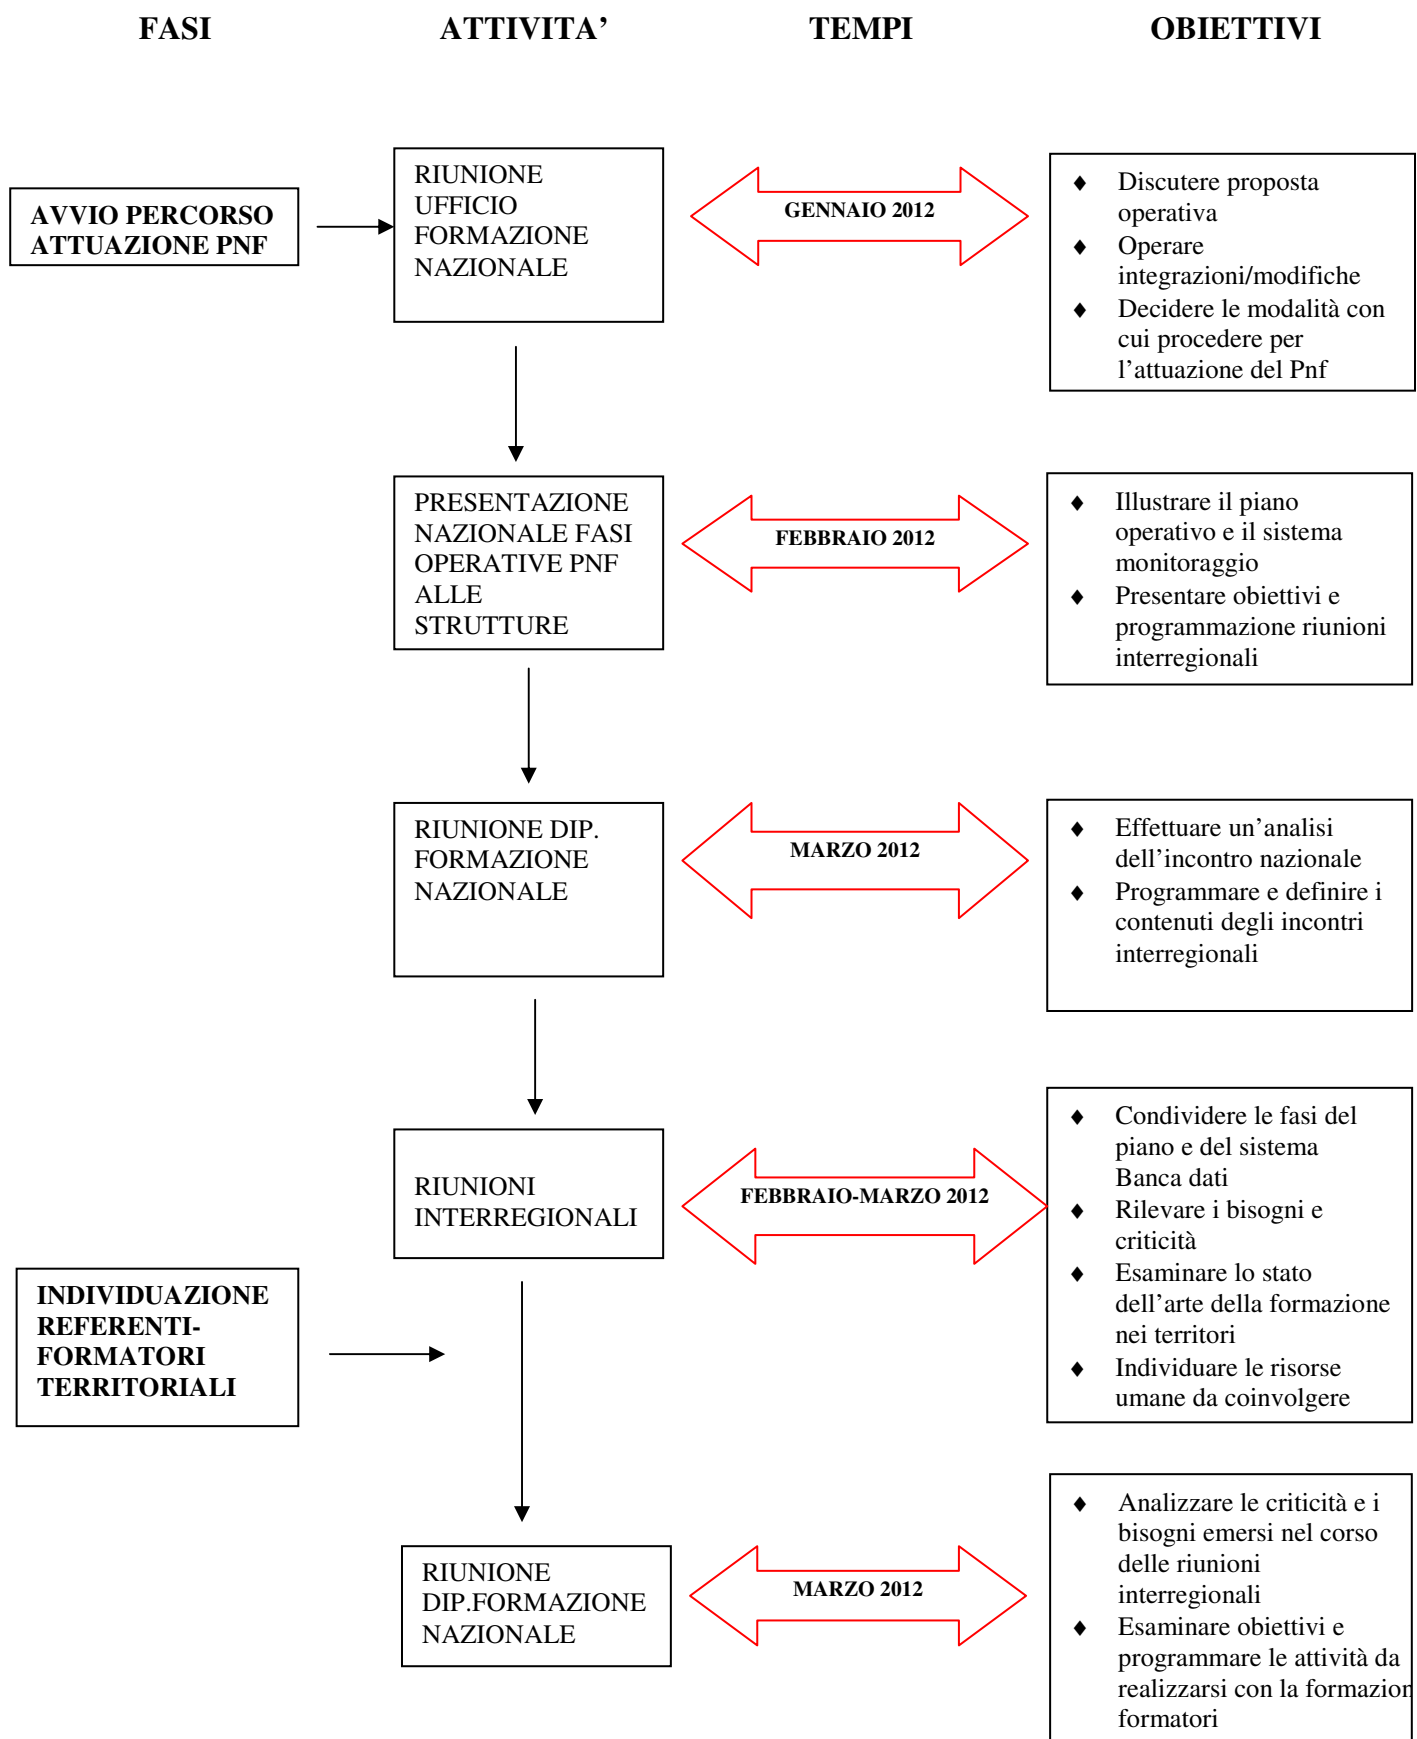 FASI ATTIVITA’ TEMPI OBIETTIVI
AVVIO PERCORSO
ATTUAZIONE PNF
RIUNIONE
UFFICIO
FORMAZIONE
NAZIONALE
GENNAIO 2012
♦ Discutere proposta
operativa
♦ Operare
integrazioni/modifiche
♦ Decidere le modalità con
cui procedere per
l’attuazione del Pnf
PRESENTAZIONE
NAZIONALE FASI
OPERATIVE PNF
ALLE
STRUTTURE
FEBBRAIO 2012
♦ Illustrare il piano
operativo e il sistema
monitoraggio
♦ Presentare obiettivi e
programmazione riunioni
interregionali
RIUNIONE DIP.
FORMAZIONE
NAZIONALE
MARZO 2012
♦ Effettuare un’analisi
dell’incontro nazionale
♦ Programmare e definire i
contenuti degli incontri
interregionali
RIUNIONI
INTERREGIONALI
FEBBRAIO-MARZO 2012
♦ Condividere le fasi del
piano e del sistema
Banca dati
♦ Rilevare i bisogni e
criticità
♦ Esaminare lo stato
dell’arte della formazione
nei territori
♦ Individuare le risorse
umane da coinvolgere
INDIVIDUAZIONE
REFERENTI-
FORMATORI
TERRITORIALI
RIUNIONE
DIP.FORMAZIONE
NAZIONALE
MARZO 2012
♦ Analizzare le criticità e i
bisogni emersi nel corso
delle riunioni
interregionali
♦ Esaminare obiettivi e
programmare le attività da
realizzarsi con la formazion
formatori